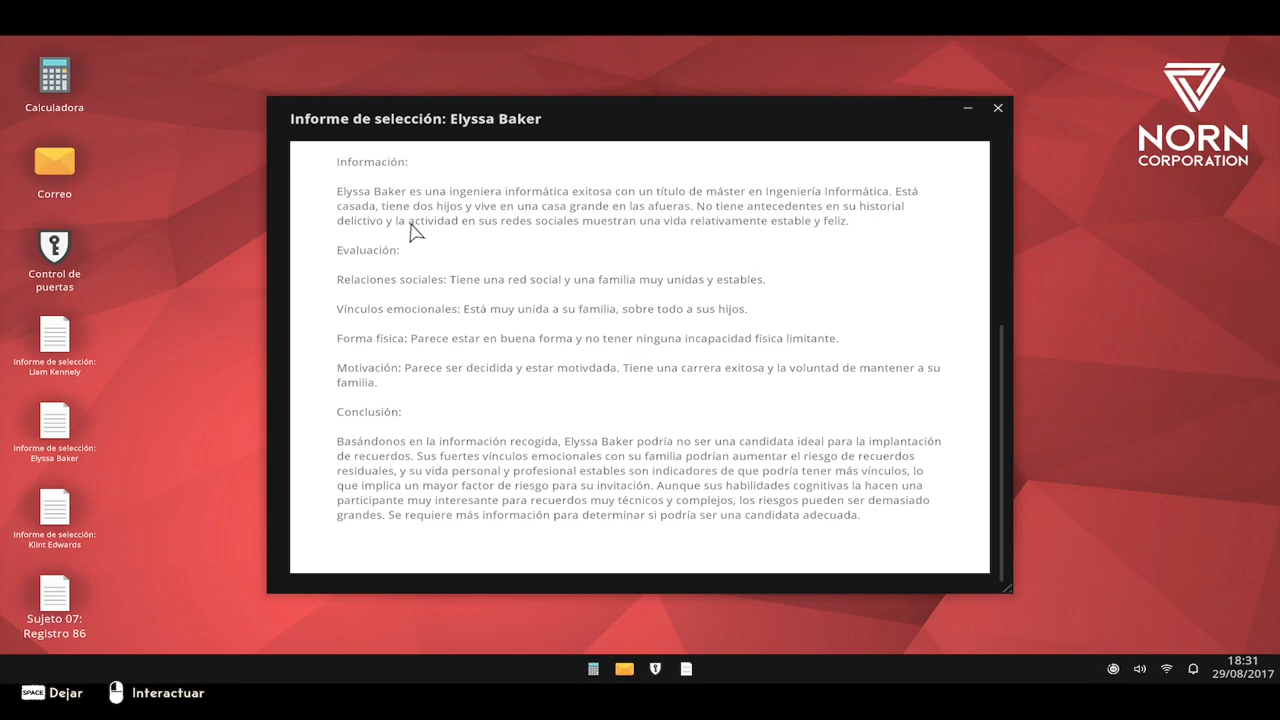 Calculadora
Correo
Control de
puertas
Informe de selección:
Liam Kennely
Informe de selección:
Elyssa Baker
Informe de selección:
Klint Edwards
Sujeto 07:
Registro 86
Informe de selección: Elyssa Baker
Información:
Elyssa Baker es una ingeniera informática exitosa con un título de máster en Ingeniería Informática. Está
casada, tiene dos hijos y vive en una casa grande en las afueras. No tiene antecedentes en su historial
delictivo y la actividad en sus redes sociales muestran una vida relativamente estable y feliz.
Evaluación:
Relaciones sociales: Tiene una red social y una familia muy unidas y estables.
Vínculos emocionales: Está muy unida a su familia, sobre todo a sus hijos.
Forma física: Parece estar en buena forma y no tener ninguna incapacidad física limitante.
Motivación: Parece ser decidida y estar motivdada. Tiene una carrera exitosa y la voluntad de mantener a su
familia.
Conclusión:
Basándonos en la información recogida, Elyssa Baker podría no ser una candidata ideal para la implantación
de recuerdos. Sus fuertes vínculos emocionales con su familia podrían aumentar el riesgo de recuerdos
residuales, y su vida personal y profesional estables son indicadores de que podría tener más vínculos, lo
que implica un mayor factor de riesgo para su invitación. Aunque sus habilidades cognitivas la hacen una
participante muy interesante para recuerdos muy técnicos y complejos, los riesgos pueden ser demasiado
grandes. Se requiere más información para determinar si podría ser una candidata adecuada.
NORN
CORPORATION
18:31
29/08/2017
SPACE Dejar
Interactuar